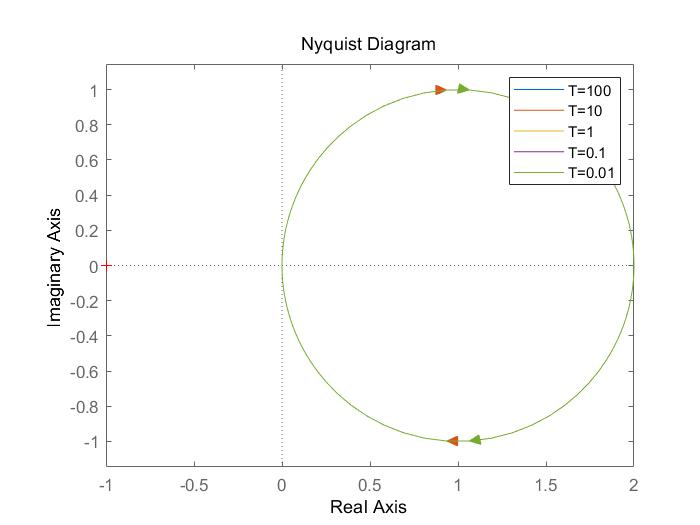 Nyquist Diagram
T=100
T=10
T=1
T=0.1
T=0.01
1
0.8
0.6
0.4
0.2
0
-0.2
-0.4
-0.6
-0.8
-1
Imaginary Axis
-1 -0.5 0 0.5 1 1.5 2
Real Axis